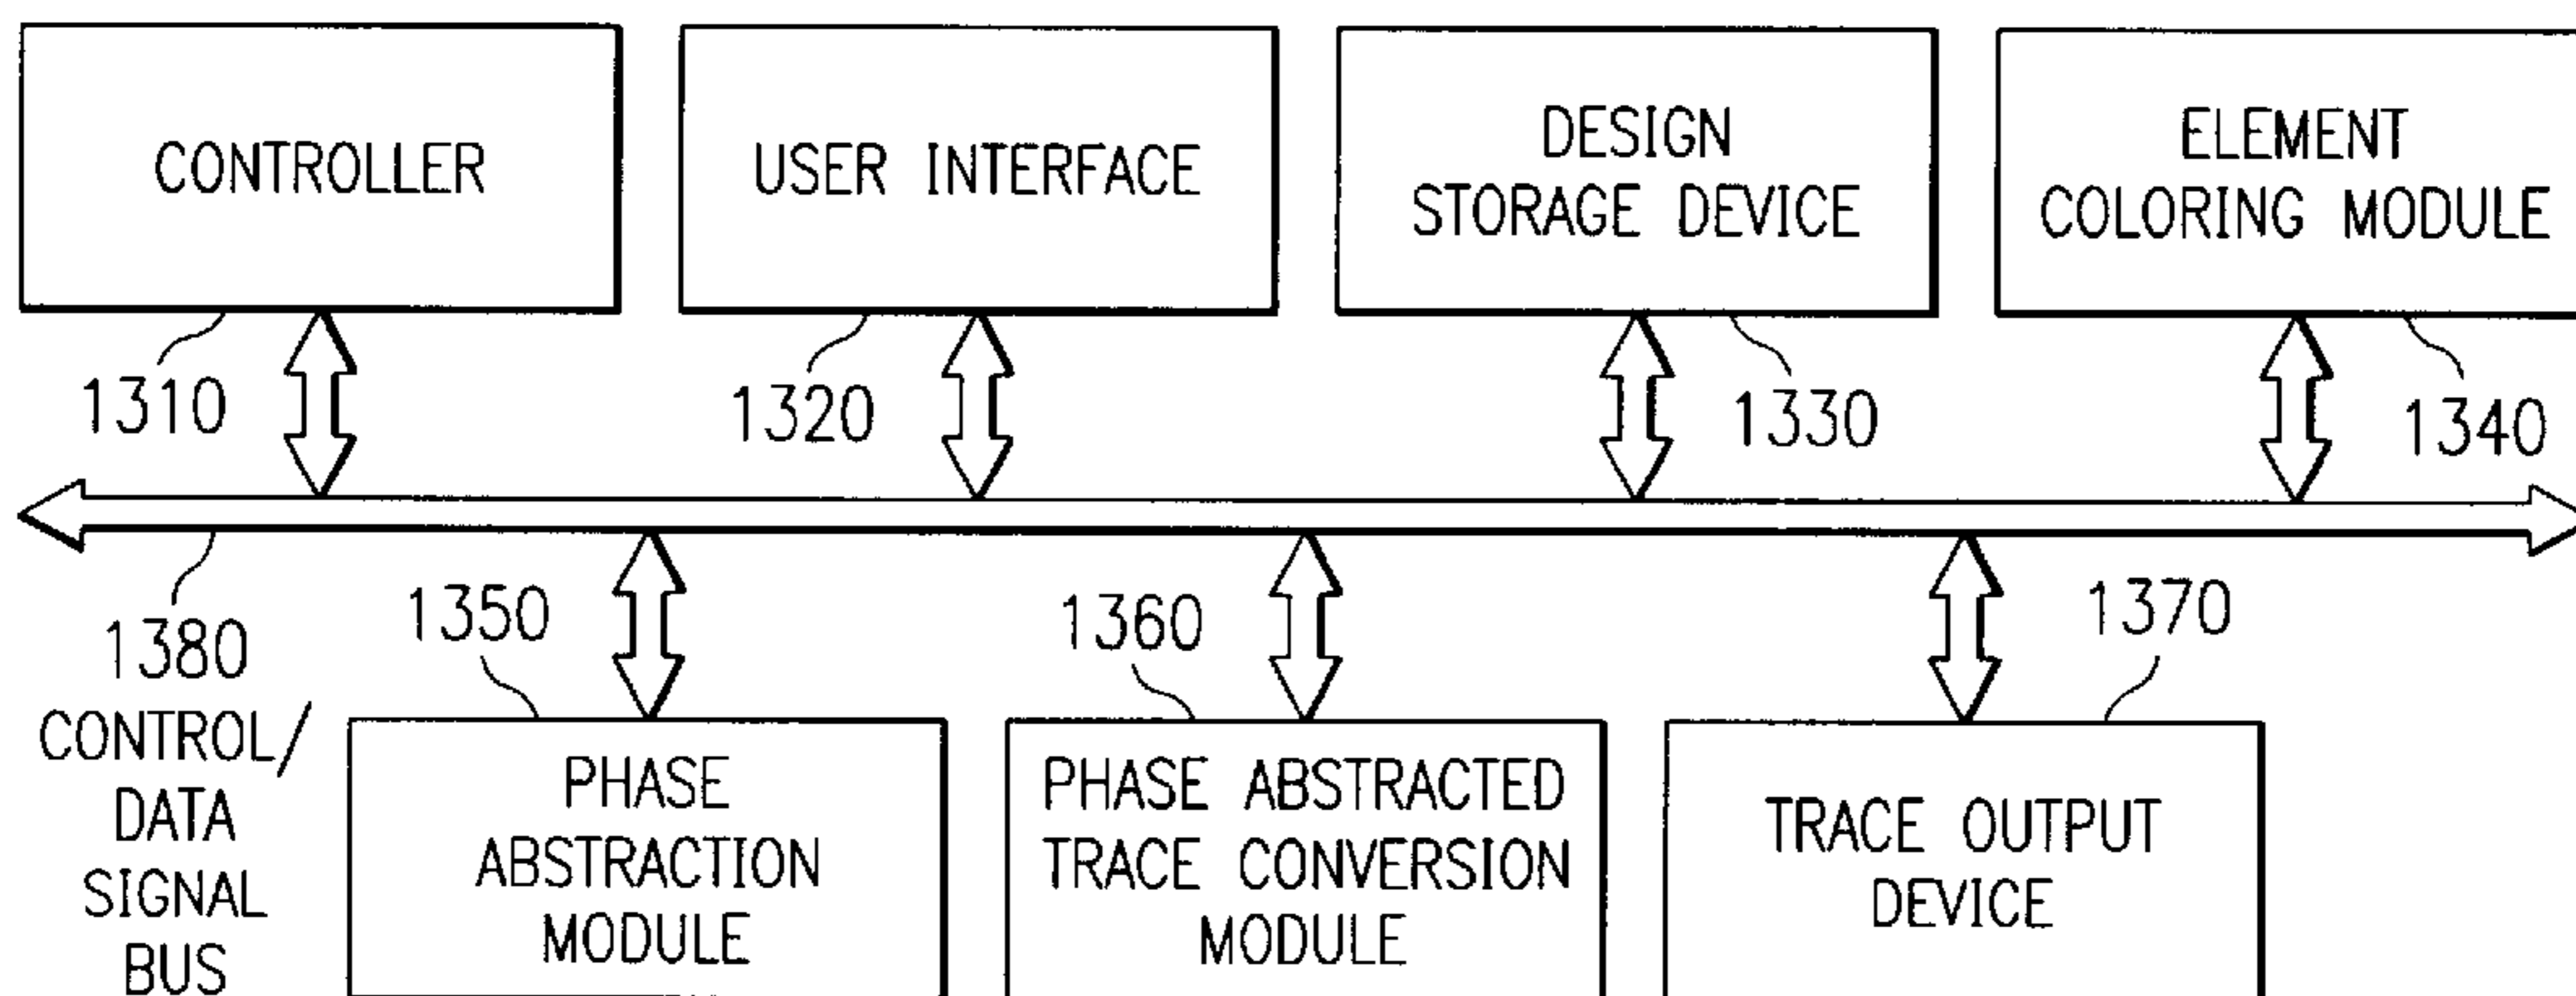 CONTROLLER
USER INTERFACE
DESIGN
STORAGE DEVICE
ELEMENT
COLORING MODULE
1310
1320
1330
1340
1380
CONTROL/
DATA
SIGNAL
BUS
1350
1360
1370
PHASE
ABSTRACTION
MODULE
PHASE ABSTRACTED
TRACE CONVERSION
MODULE
TRACE OUTPUT
DEVICE